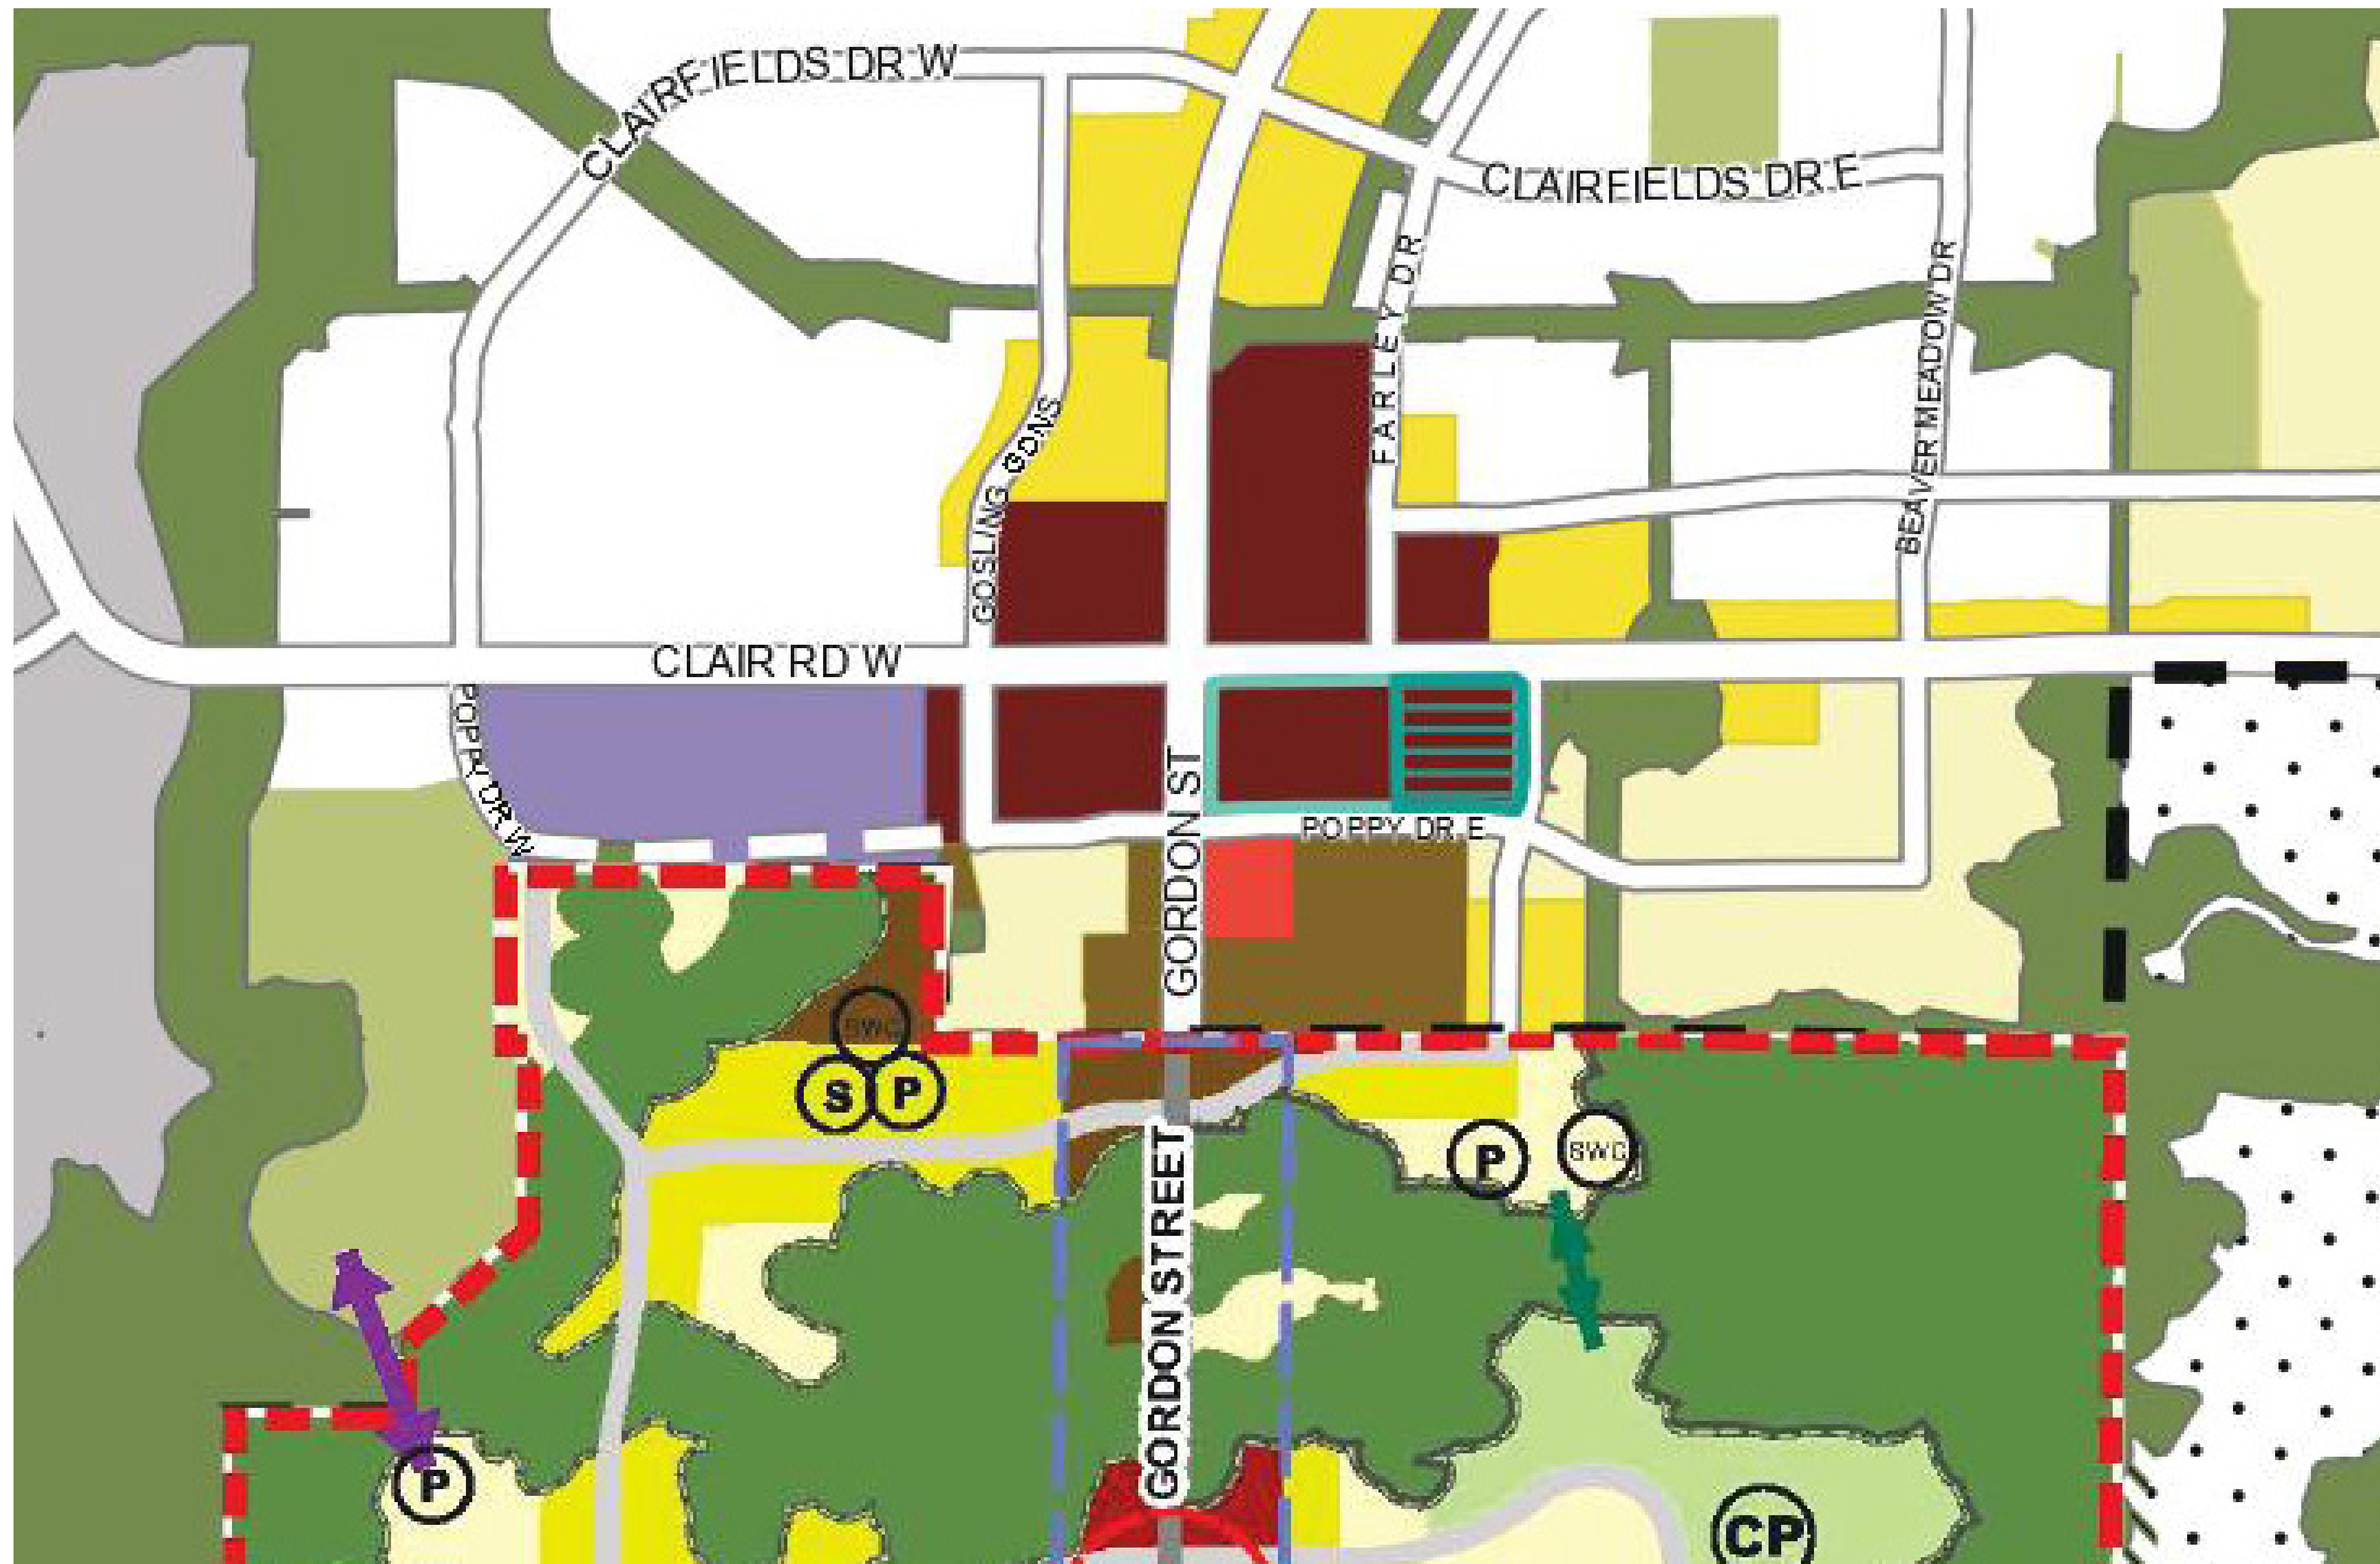 CLAIRFIELDS DR W
CLAIRFIELDS DR E
FARLEY DR
BEAVER MEADOW DR
GOSLING GDNS
CLAIR RD W
POPPY DR W
GORDON ST
POPPY DR E
SWC
S
P
P
SWC
GORDON STREET
P
CP